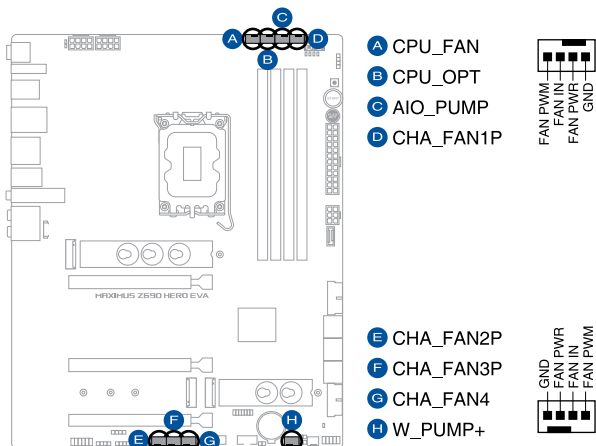 C
A
D
B
A CPU_FAN
B CPU_OPT
C AIO_PUMP
D CHA_FAN1P
FAN PWM
FAN IN
FAN PWR
GND
MAXIMUS Z690 HERO EVA
E CHA_FAN2P
F CHA_FAN3P
G CHA_FAN4
H W_PUMP+
GND
FAN PWR
FAN IN
FAN PWM
F
E
G
H